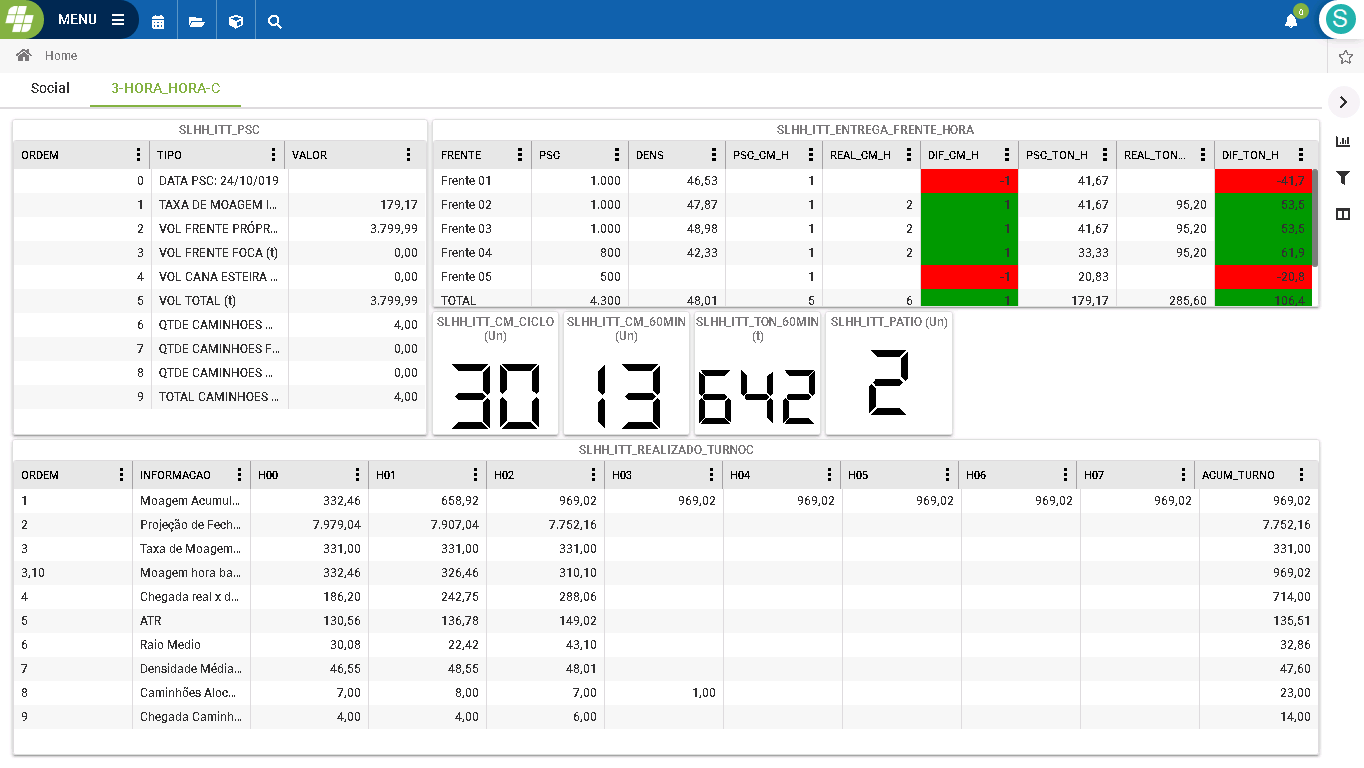 MENU
0
S
Home
Social 3-HORA_HORA-C
SLHH_ITT_PSC
ORDEM TIPO VALOR
0 DATA PSC: 24/10/019
1 TAXA DE MOAGEM I... 179,17
2 VOL FRENTE PRÓPR... 3.799,99
3 VOL FRENTE FOCA (t) 0,00
4 VOL CANA ESTEIRA ... 0,00
5 VOL TOTAL (t) 3.799,99
6 QTDE CAMINHOES ... 4,00
7 QTDE CAMINHOES F... 0,00
8 QTDE CAMINHOES ... 0,00
9 TOTAL CAMINHOES ... 4,00
SLHH_ITT_ENTREGA_FRENTE_HORA
FRENTE PSC DENS PSC_CM_H REAL_CM_H DIF_CM_H PSC_TON_H REAL_TON... DIF_TON_H
Frente 01 1.000 46,53 1 -1 41,67 -41,7
Frente 02 1.000 47,87 1 2 1 41,67 95,20 53,5
Frente 03 1.000 48,98 1 2 1 41,67 95,20 53,5
Frente 04 800 42,33 1 2 1 33,33 95,20 61,9
Frente 05 500 1 -1 20,83 -20,8
TOTAL 4.300 48,01 5 6 1 179,17 285,60 106,4
SLHH_ITT_CM_CICLO
(Un)
30
SLHH_ITT_CM_60MIN
(Un)
13
SLHH_ITT_TON_60MIN
(t)
642
SLHH_ITT_PATIO (Un)
2
SLHH_ITT_REALIZADO_TURNOC
ORDEM INFORMACAO H00 H01 H02 H03 H04 H05 H06 H07 ACUM_TURNO
1 Moagem Acumul... 332,46 658,92 969,02 969,02 969,02 969,02 969,02 969,02 969,02
2 Projeção de Fech... 7.979,04 7.907,04 7.752,16 7.752,16
3 Taxa de Moagem... 331,00 331,00 331,00 331,00
3,10 Moagem hora ba... 332,46 326,46 310,10 969,02
4 Chegada real x d... 186,20 242,75 288,06 714,00
5 ATR 130,56 136,78 149,02 135,51
6 Raio Medio 30,08 22,42 43,10 32,86
7 Densidade Média... 46,55 48,55 48,01 47,60
8 Caminhões Aloc... 7,00 8,00 7,00 1,00 23,00
9 Chegada Caminh... 4,00 4,00 6,00 14,00